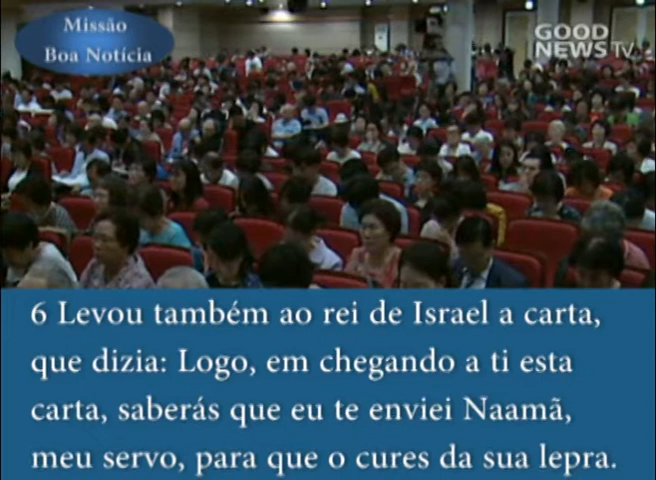 Missão
Boa Notícia
GOOD
NEWS TV
6 Levou também ao rei de Israel a carta,
que dizia: Logo, em chegando a ti esta
carta, saberás que eu te enviei Naamã,
meu servo, para que o cures da sua lepra.